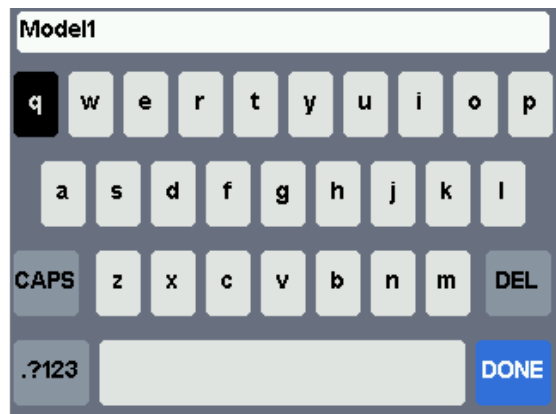 Model1
q w e r t y u i o p
a s d f g h j k l
CAPS z x c v b n m DEL
.?123 DONE